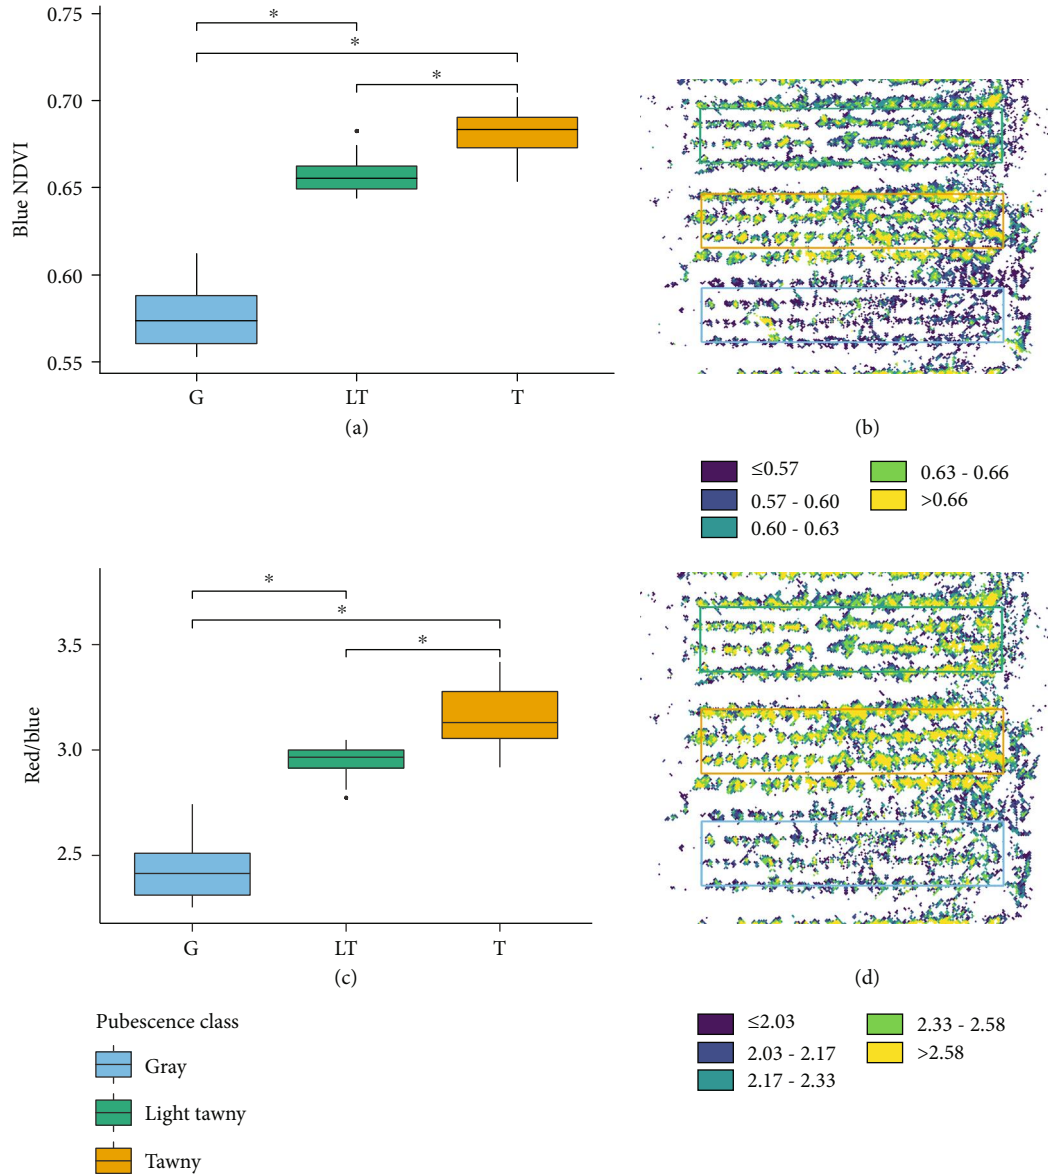 0.75
0.70
0.65
0.60
0.55
Blue NDVI
*
*
*
G
LT
T
(a)
(b)
≤0.57
0.57 - 0.60
0.60 - 0.63
0.63 - 0.66
>0.66
3.5
3.0
2.5
Red/blue
*
*
*
G
LT
T
(c)
(d)
Pubescence class
Gray
Light tawny
Tawny
≤2.03
2.03 - 2.17
2.17 - 2.33
2.33 - 2.58
>2.58